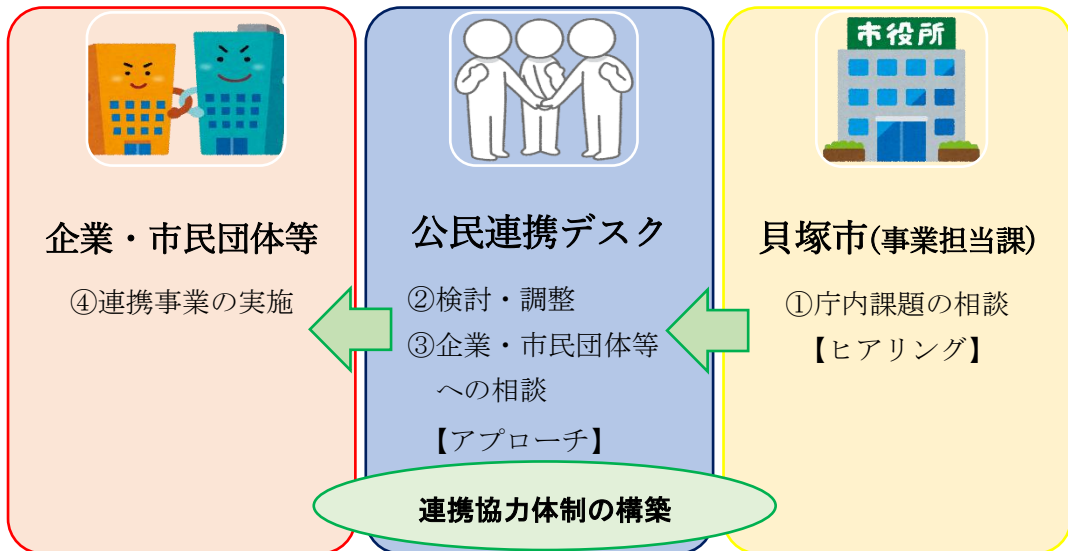 企業・市民団体等
④連携事業の実施
公民連携デスク
②検討・調整
③企業・市民団体等
への相談
【アプローチ】
市役所
貝塚市(事業担当課)
①庁内課題の相談
【ヒアリング】
連携協力体制の構築